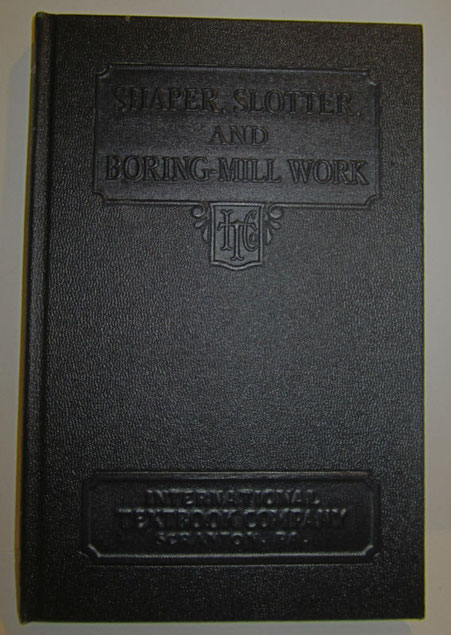 SHAPER, SLOTTER,
AND
BORING-MILL WORK
ITC
INTERNATIONAL
TEXTBOOK COMPANY
SCRANTON, PA.